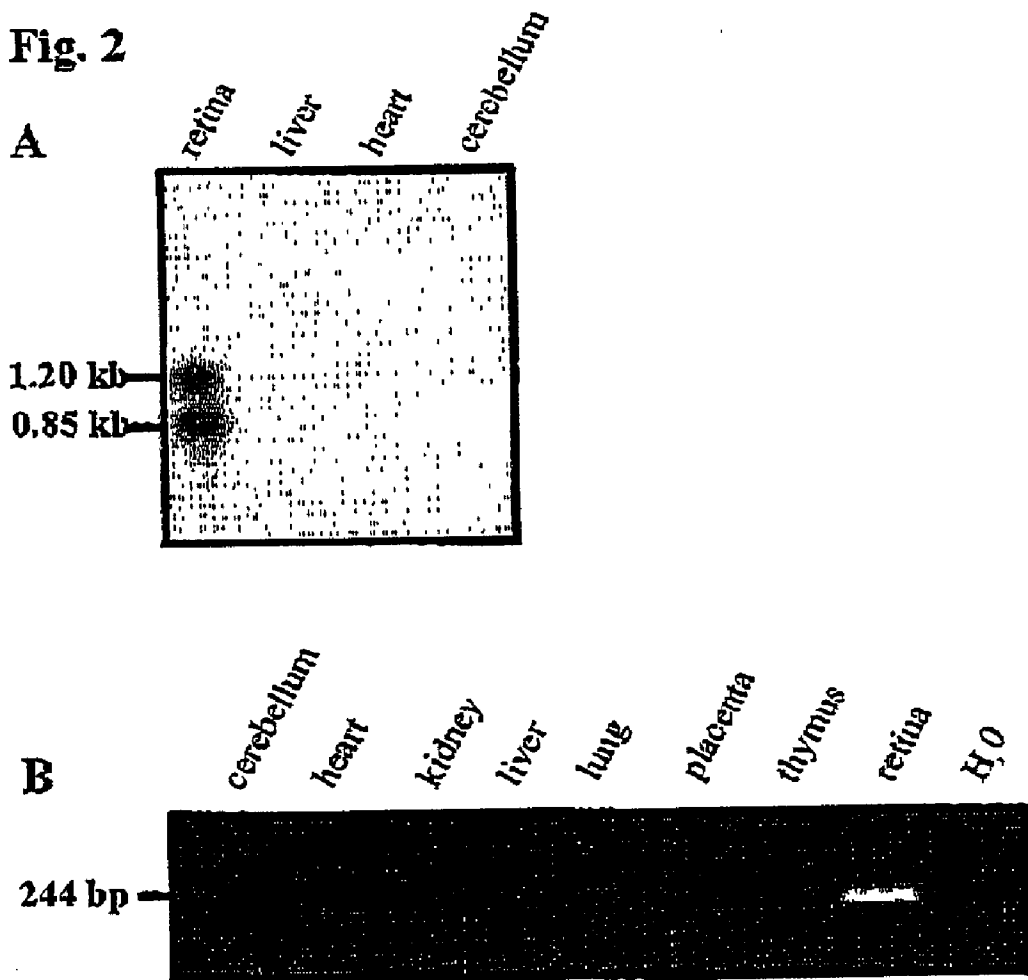 Fig. 2
A
retina liver heart cerebellum
1.20 kb
0.85 kb
B
cerebellum heart kidney liver lung placenta thymus retina H2O
244 bp